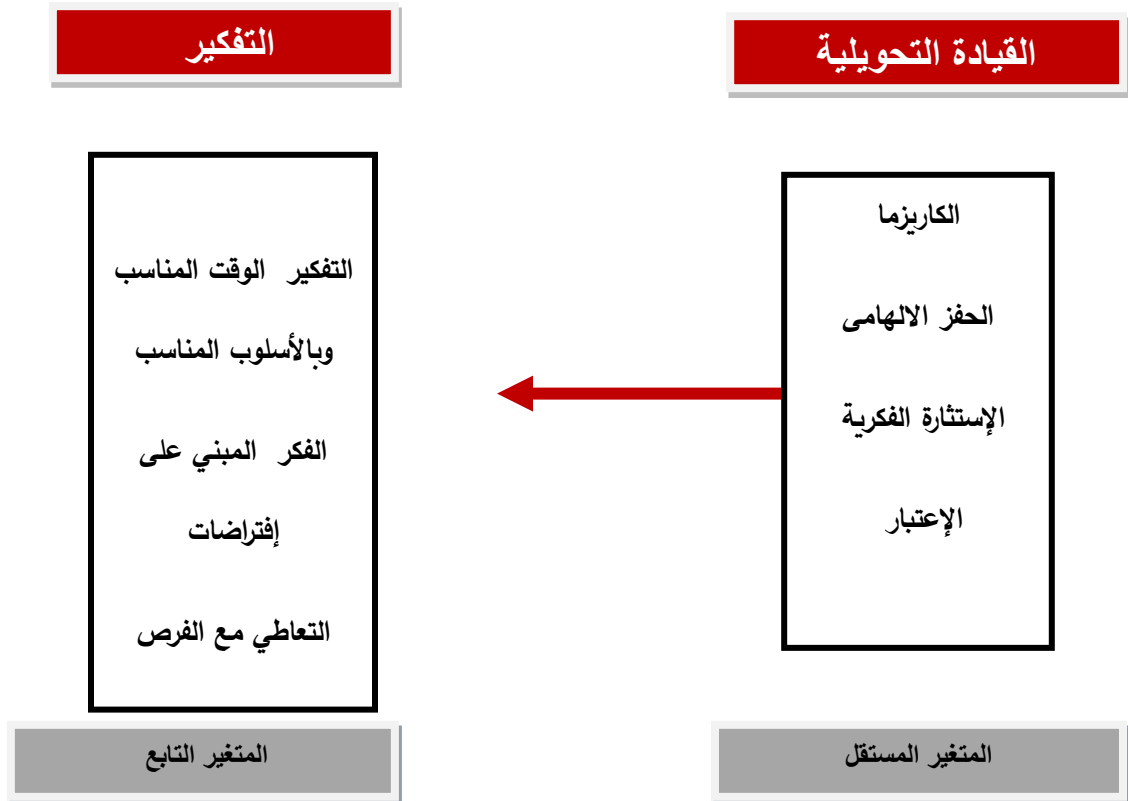 القيادة التحويلية
الكاريزما
الحفز الالهامى
الإستثارة الفكرية
الإعتبار
المتغير المستقل
التفكير
التفكير الوقت المناسب
وبالأسلوب المناسب
الفكر المبني على
إفتراضات
التعاطي مع الفرص
المتغير التابع